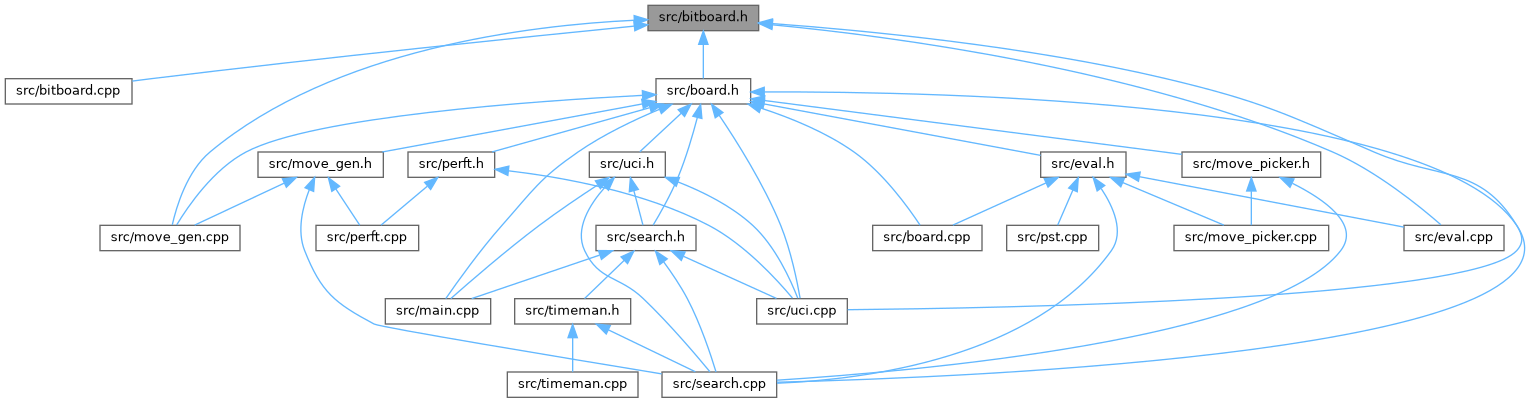 src/bitboard.h
src/bitboard.cpp
src/board.h
src/move_gen.h
src/perft.h
src/uci.h
src/eval.h
src/move_picker.h
src/move_gen.cpp
src/perft.cpp
src/search.h
src/board.cpp
src/pst.cpp
src/move_picker.cpp
src/eval.cpp
src/main.cpp
src/timeman.h
src/uci.cpp
src/timeman.cpp
src/search.cpp